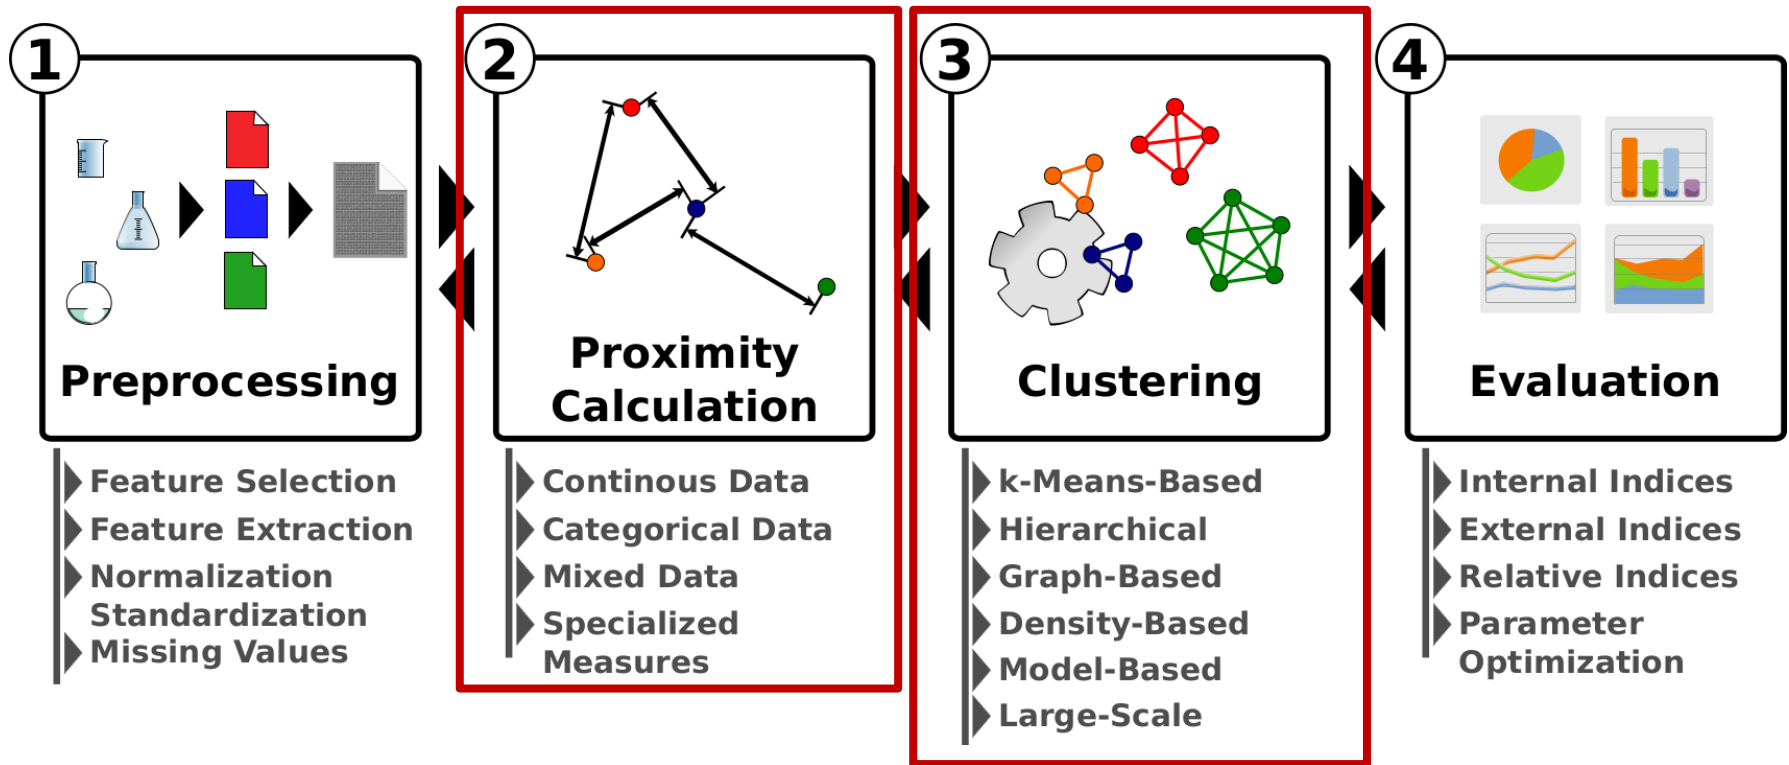 1
Preprocessing
Feature Selection
Feature Extraction
Normalization
Standardization
Missing Values
2
Proximity
Calculation
Continous Data
Categorical Data
Mixed Data
Specialized
Measures
3
Clustering
k-Means-Based
Hierarchical
Graph-Based
Density-Based
Model-Based
Large-Scale
4
Evaluation
Internal Indices
External Indices
Relative Indices
Parameter
Optimization